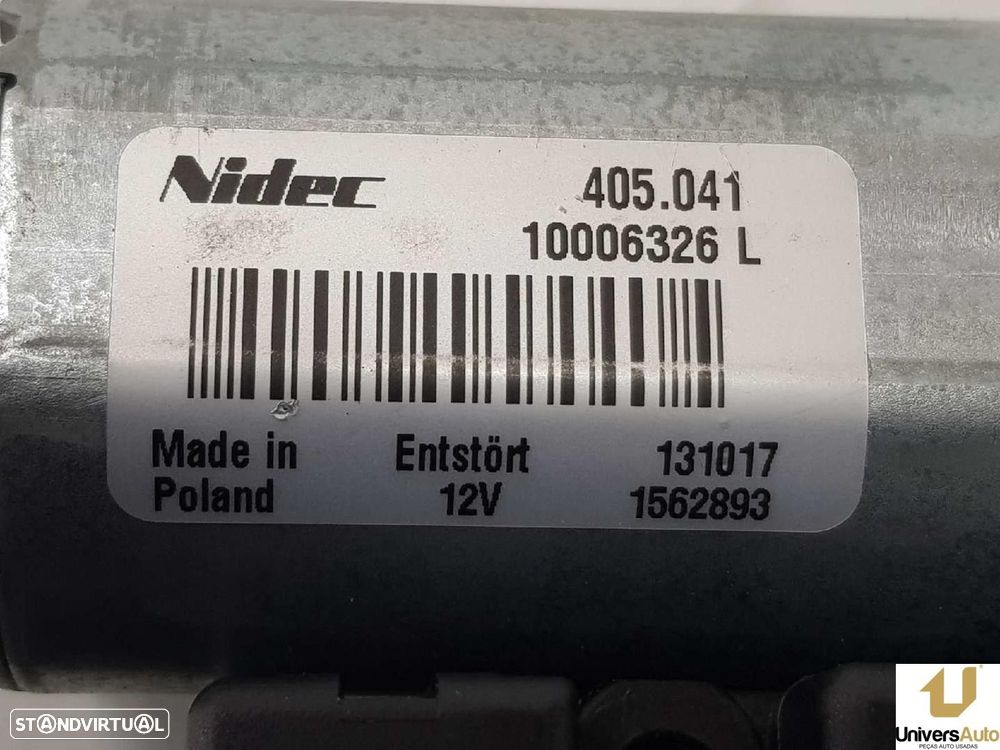 Nidec
405.041
10006326 L
Made in Poland
Entstört 12V
131017
1562893
STANDVIRTUAL
UniversAuto
PEÇAS AUTO USADAS